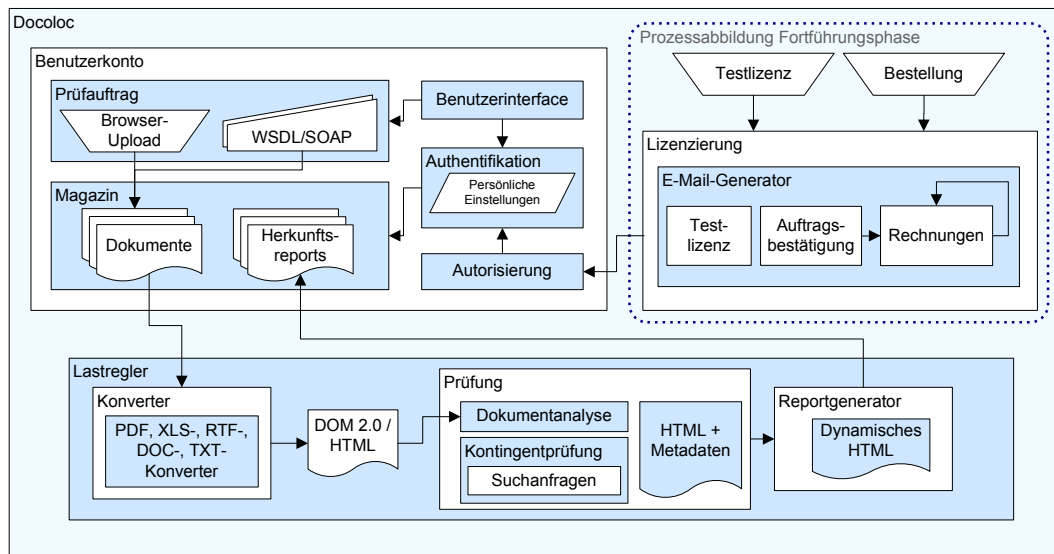 Docoloc
Benutzerkonto
Prüfauftrag
Browser-
Upload
WSDL/SOAP
Benutzerinterface
Authentifikation
Persönliche
Einstellungen
Autorisierung
Magazin
Dokumente
Herkunfts-
reports
Prozessabbildung Fortführungsphase
Testlizenz
Bestellung
Lizenzierung
E-Mail-Generator
Test-
lizenz
Auftrags-
bestätigung
Rechnungen
Lastregler
Konverter
PDF, XLS-, RTF-,
DOC-, TXT-
Konverter
DOM 2.0 /
HTML
Prüfung
Dokumentanalyse
Kontingentprüfung
Suchanfragen
HTML +
Metadaten
Reportgenerator
Dynamisches
HTML